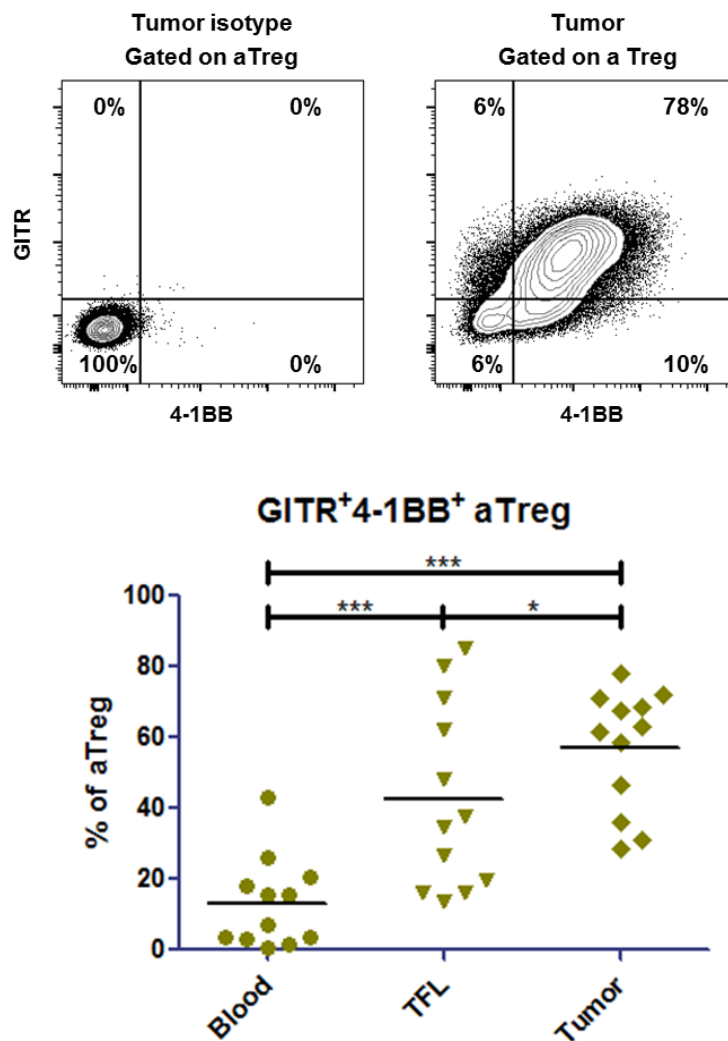 Tumor isotype
Gated on aTreg
Tumor
Gated on a Treg
0%
0%
100%
0%
GITR
4-1BB
6%
78%
6%
10%
4-1BB
GITR+4-1BB+ aTreg
***
***
*
100
80
60
40
20
0
% of aTreg
Blood
TFL
Tumor